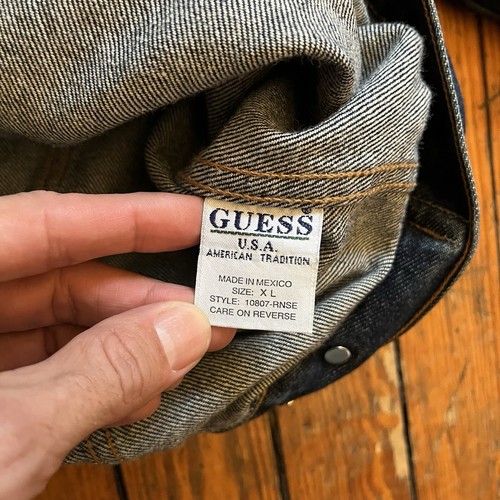 GUESS®
U.S.A.
AMERICAN TRADITION
MADE IN MEXICO
SIZE: X L
STYLE: 10807-RNSE
CARE ON REVERSE